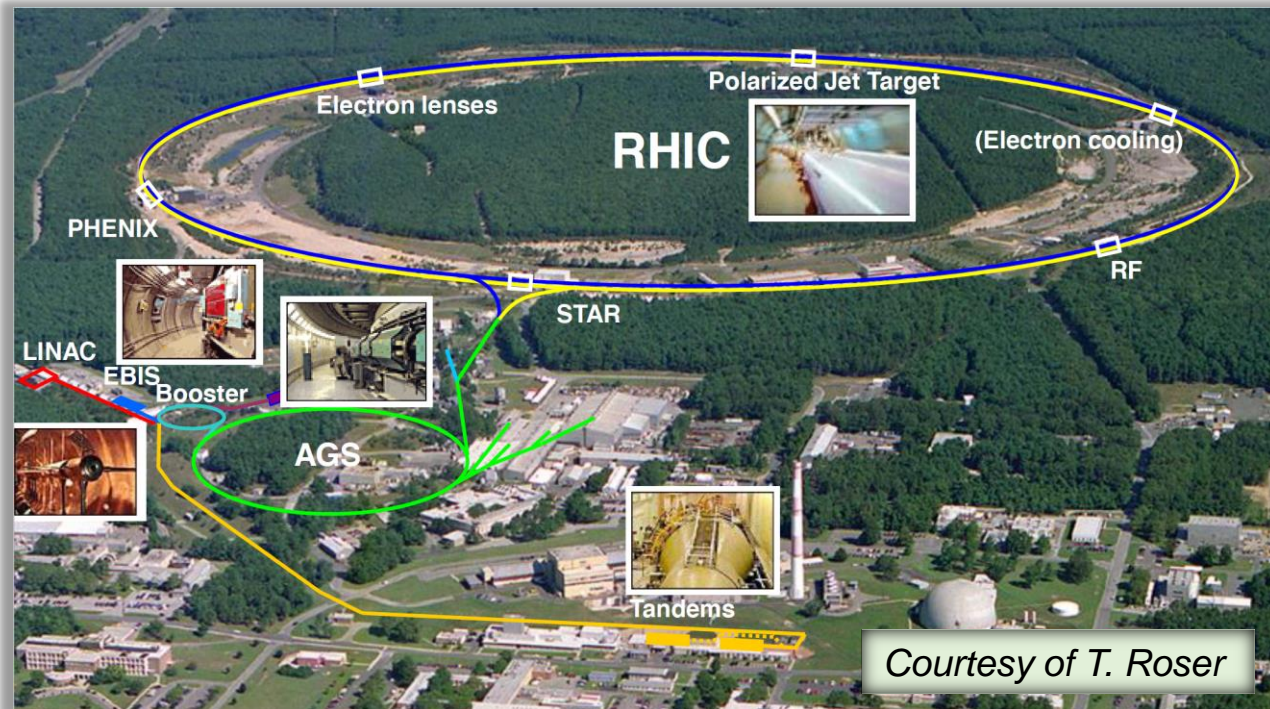 Polarized Jet Target
Electron lenses
RHIC
(Electron cooling)
PHENIX
RF
STAR
LINAC
EBIS
Booster
AGS
Tandems
Courtesy of T. Roser